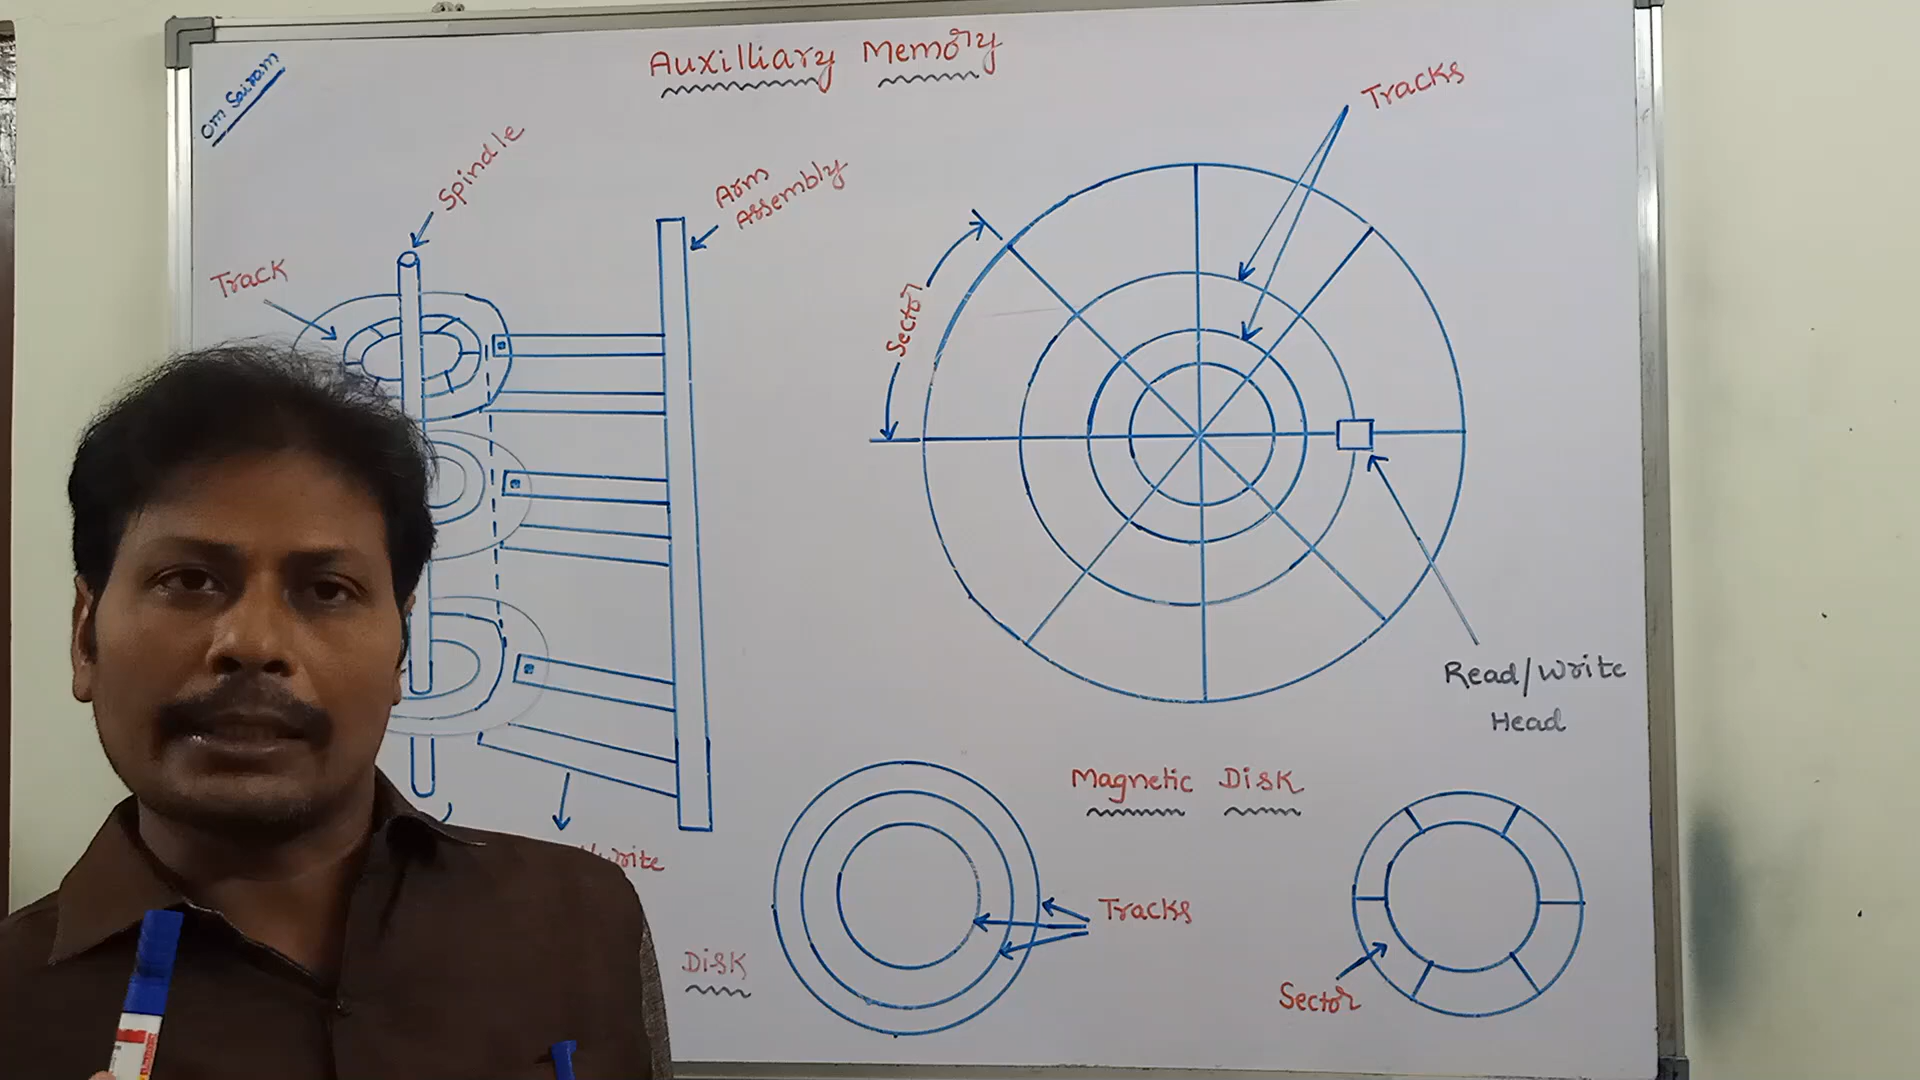 Auxilliary Memory
Om Sairam
Tracks
Spindle
Arm
Assembly
Track
Sector
Read/Write
Head
Magnetic Disk
Tracks
Disk
Sector